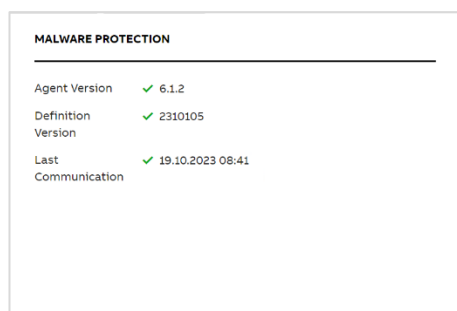 MALWARE PROTECTION
Agent Version ✓ 6.1.2
Definition ✓ 2310105
Version
Last ✓ 19.10.2023 08:41
Communication